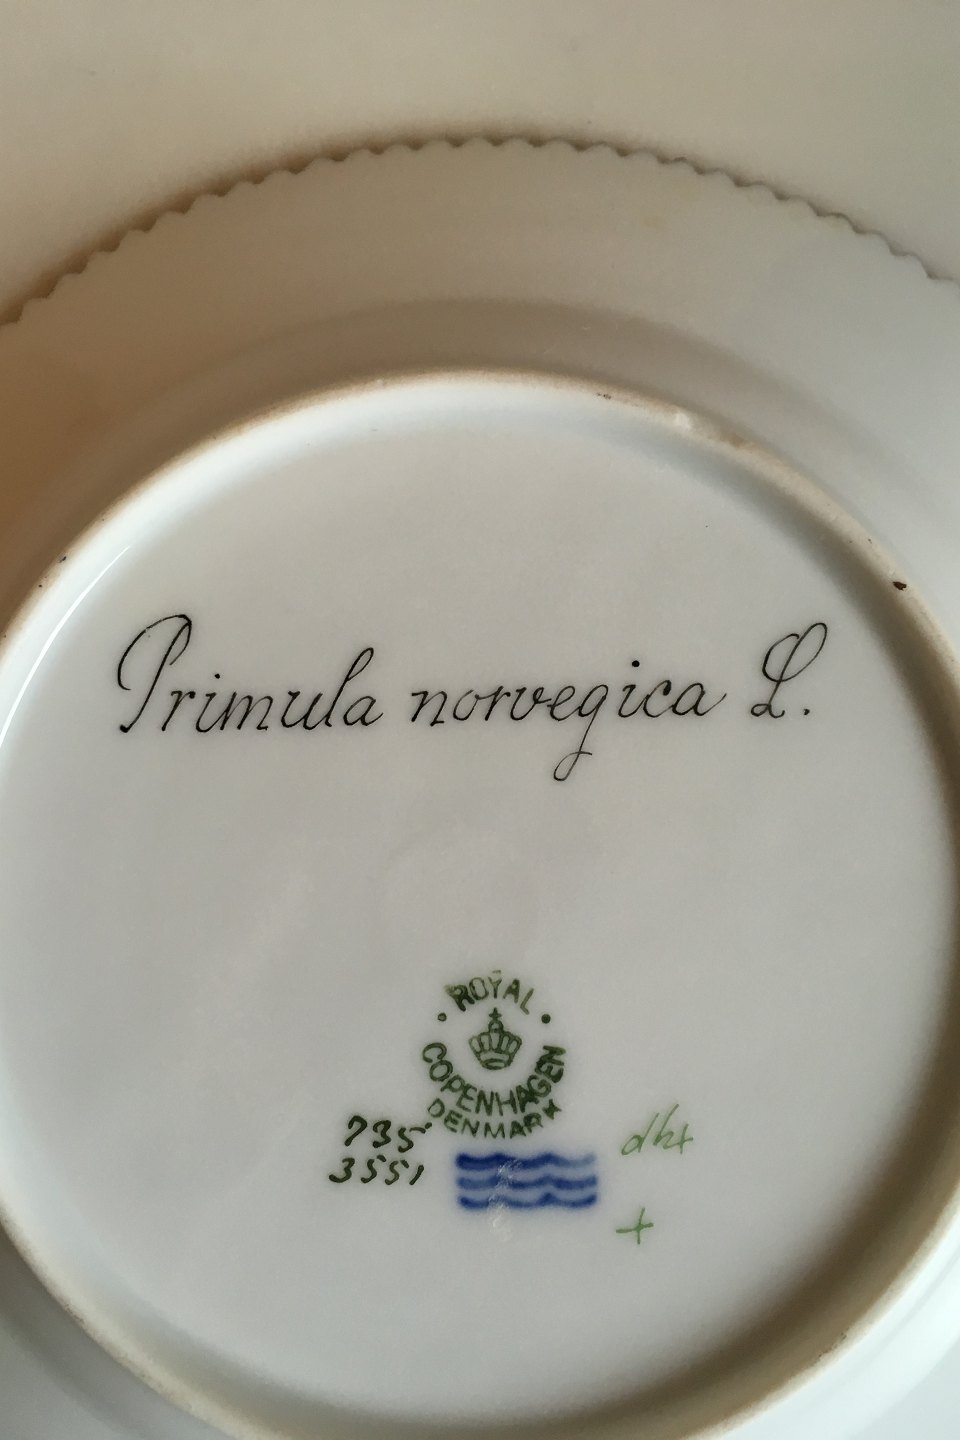 Primula norvegica L.
ROYAL
COPENHAGEN
DENMARK
735
3551